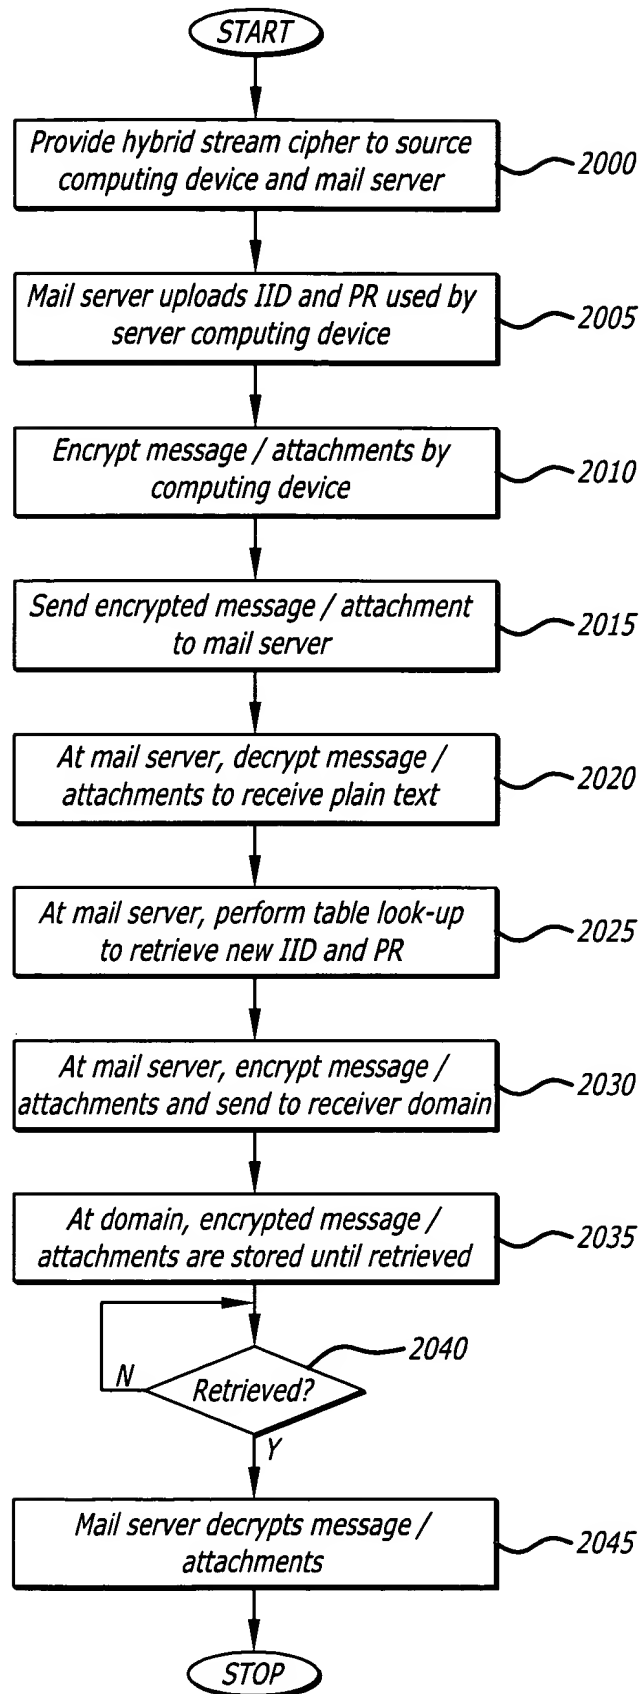 START
Provide hybrid stream cipher to source
computing device and mail server
2000
Mail server uploads IID and PR used by
server computing device
2005
Encrypt message / attachments by
computing device
2010
Send encrypted message / attachment
to mail server
2015
At mail server, decrypt message /
attachments to receive plain text
2020
At mail server, perform table look-up
to retrieve new IID and PR
2025
At mail server, encrypt message /
attachments and send to receiver domain
2030
At domain, encrypted message /
attachments are stored until retrieved
2035
2040
N
Retrieved?
Y
Mail server decrypts message /
attachments
2045
STOP